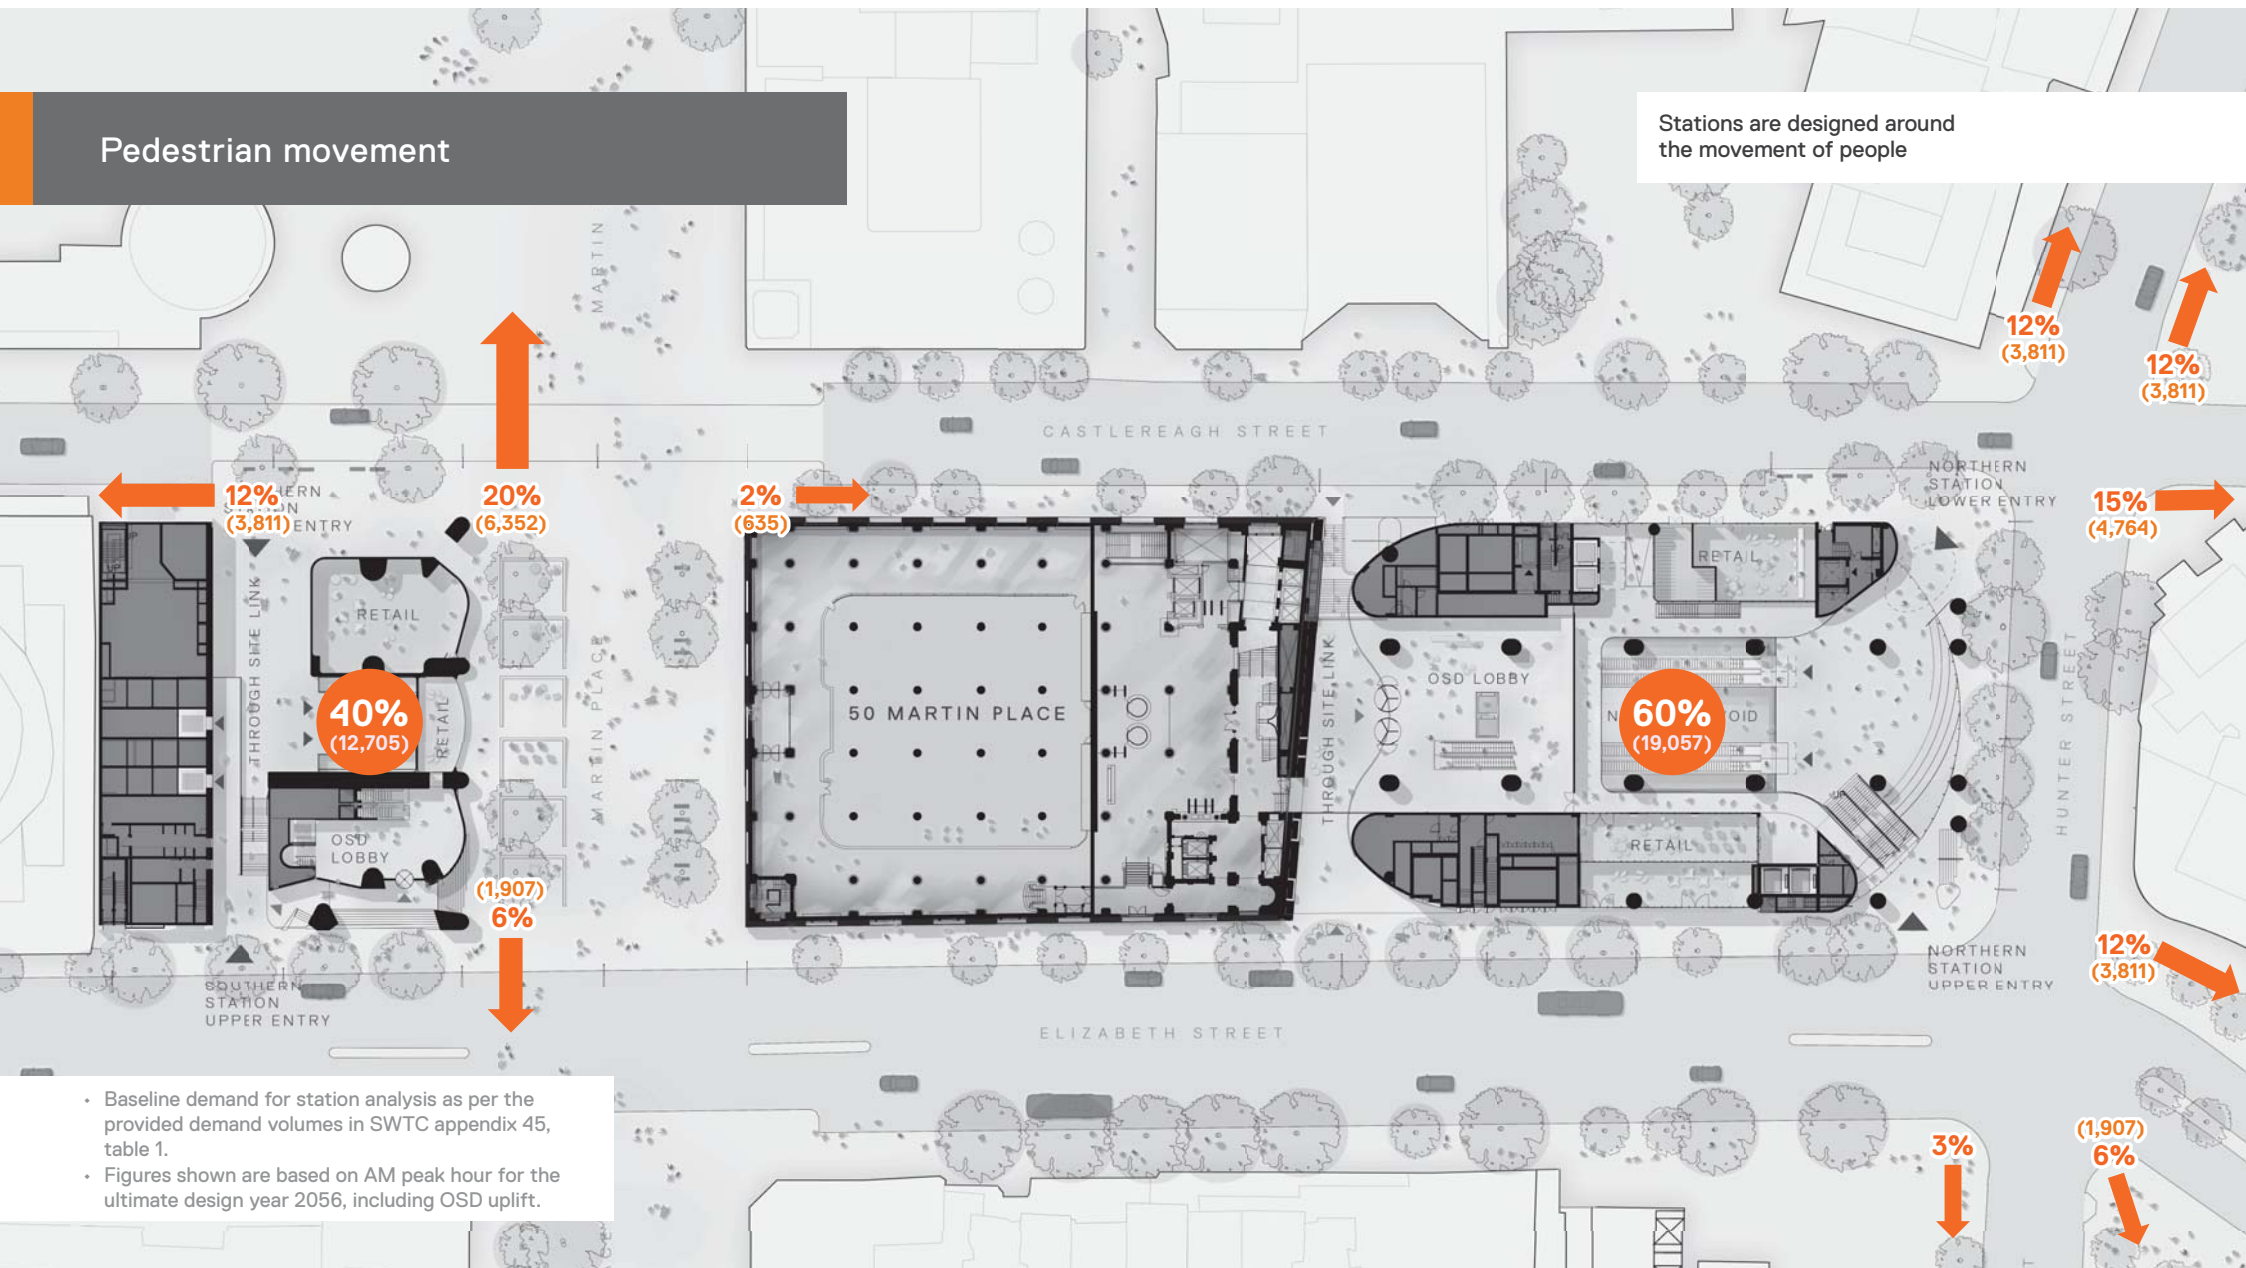 Pedestrian movement
Stations are designed around
the movement of people
MARTIN
12%
(3,811)
12%
(3,811)
CASTLEREAGH STREET
12%
(3,811)
ENTRY
20%
(6,352)
2%
(635)
NORTHERN
STATION
LOWER ENTRY
15%
(4,764)
RETAIL
RETAIL
THROUGH SITE LINK
40%
(12,705)
RETAIL
MARTIN PLACE
50 MARTIN PLACE
THROUGH SITE LINK
OSD LOBBY
60%
(19,057)
OID
HUNTER STREET
UP
OSD
LOBBY
RETAIL
(1,907)
6%
12%
(3,811)
SOUTHERN
STATION
UPPER ENTRY
NORTHERN
STATION
UPPER ENTRY
ELIZABETH STREET
• Baseline demand for station analysis as per the
provided demand volumes in SWTC appendix 45,
table 1.
• Figures shown are based on AM peak hour for the
ultimate design year 2056, including OSD uplift.
3%
(1,907)
6%